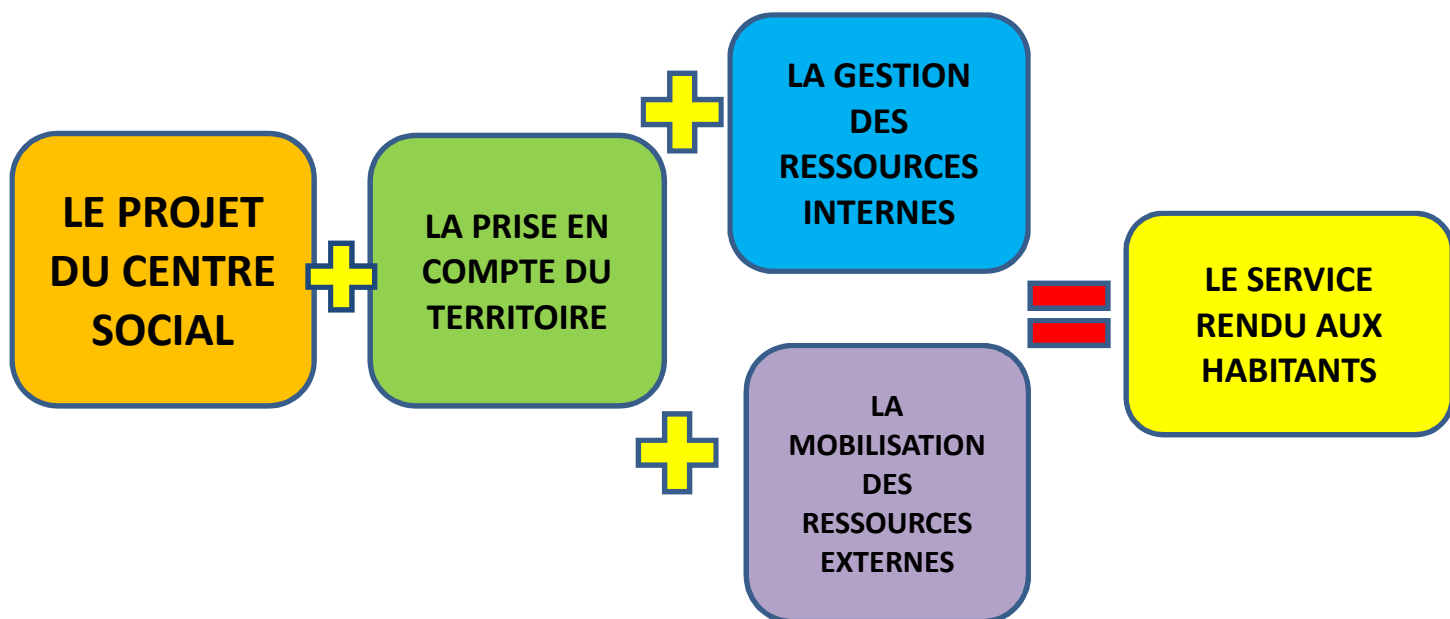 LE PROJET
DU CENTRE
SOCIAL
LA PRISE EN
COMPTE DU
TERRITOIRE
LA GESTION
DES
RESSOURCES
INTERNES
LA
MOBILISATION
DES
RESSOURCES
EXTERNES
LE SERVICE
RENDU AUX
HABITANTS